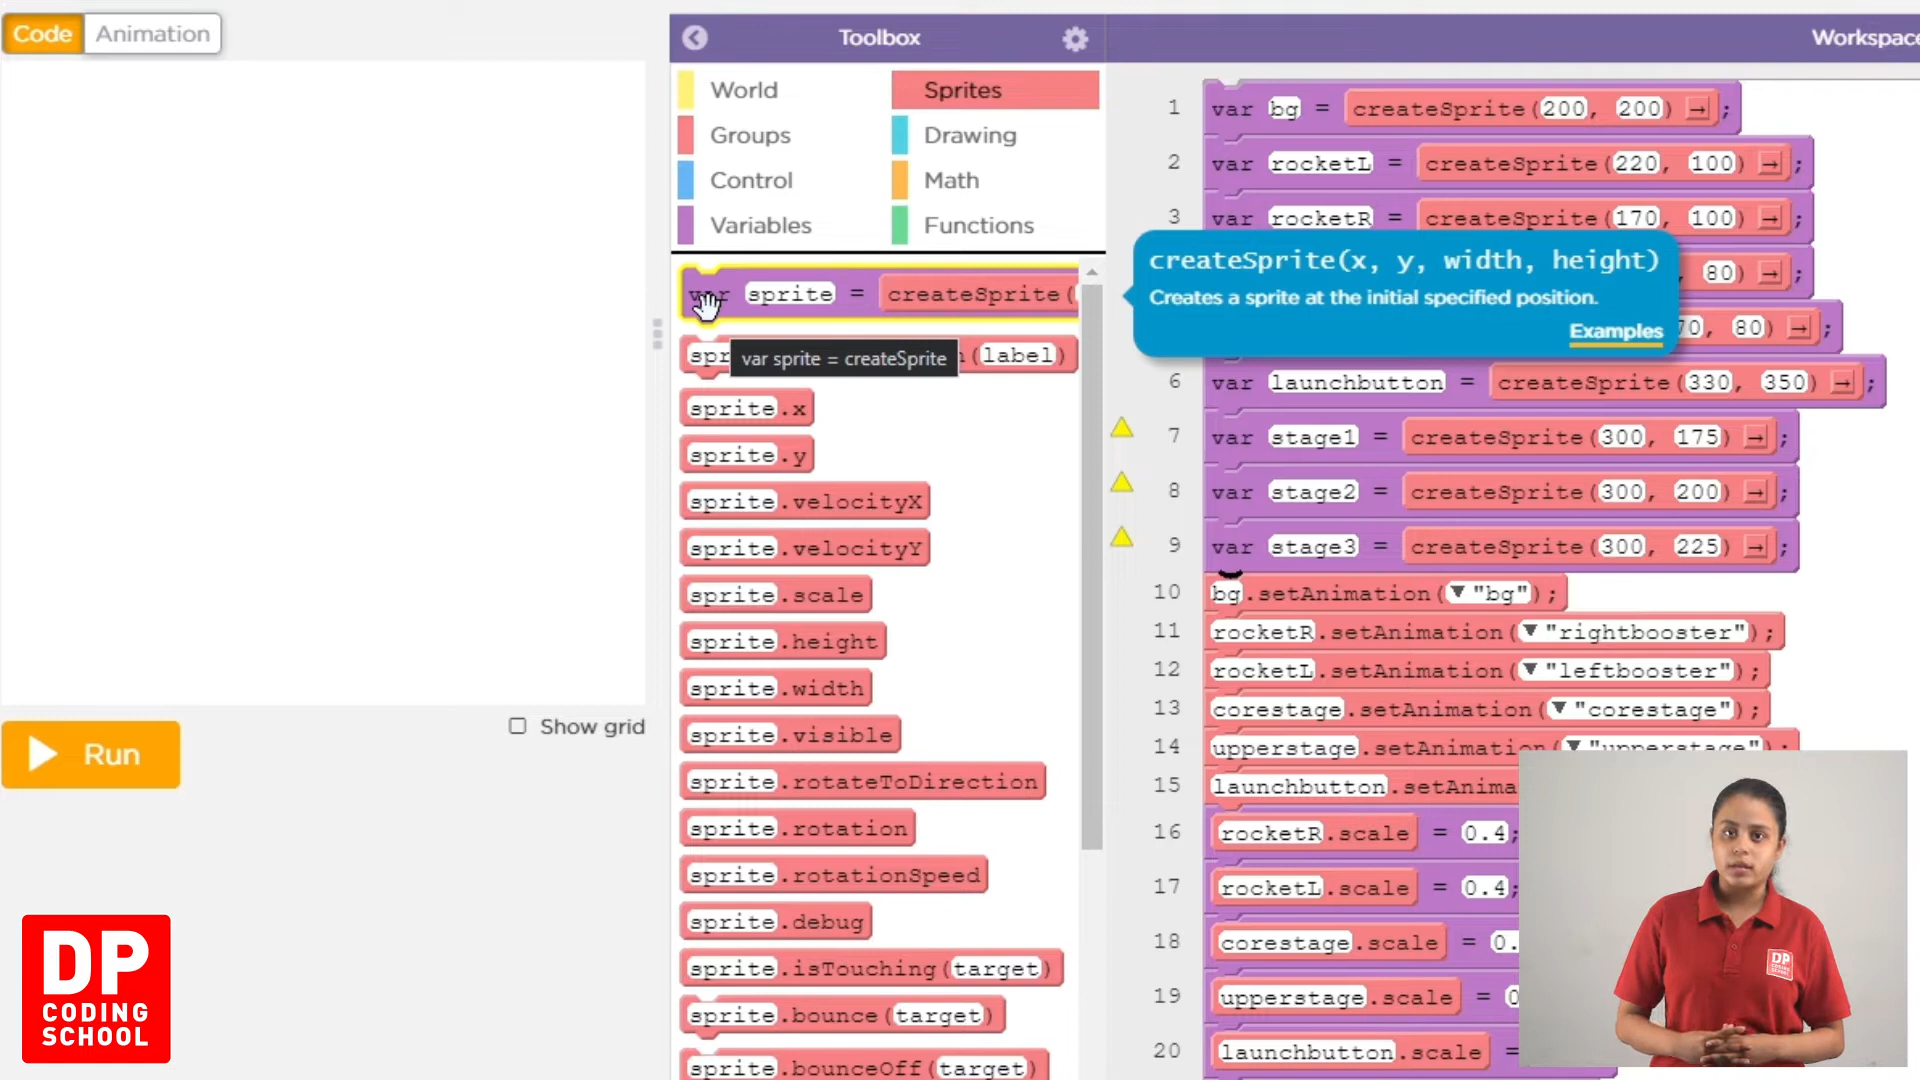 Code Animation
Toolbox
Workspace
World
Sprites
Groups
Drawing
Control
Math
Variables
Functions
var sprite = createSprite(
(label)
var sprite = createSprite
sprite.x
sprite.y
sprite.velocityX
sprite.velocityY
sprite.scale
sprite.height
sprite.width
sprite.visible
sprite.rotateToDirection
sprite.rotation
sprite.rotationSpeed
sprite.debug
sprite.isTouching(target)
sprite.bounce(target)
sprite.bounceOff(target)
createSprite(x, y, width, height)
Creates a sprite at the initial specified position.
Examples
1 var bg = createSprite(200, 200) → ;
2 var rocketL = createSprite(220, 100) → ;
3 var rocketR = createSprite(170, 100) → ;
80) → ;
70, 80) → ;
6 var launchbutton = createSprite(330, 350) → ;
7 var stage1 = createSprite(300, 175) → ;
8 var stage2 = createSprite(300, 200) → ;
9 var stage3 = createSprite(300, 225) → ;
10 bg.setAnimation(▼ "bg");
11 rocketR.setAnimation(▼ "rightbooster");
12 rocketL.setAnimation(▼ "leftbooster");
13 corestage.setAnimation(▼ "corestage");
14 upperstage.setAnimation(▼ "upperstage");
15 launchbutton.setAnima
16 rocketR.scale = 0.4;
17 rocketL.scale = 0.4;
18 corestage.scale = 0.
19 upperstage.scale = 0
20 launchbutton.scale =
Show grid
Run
DP
CODING
SCHOOL
DP